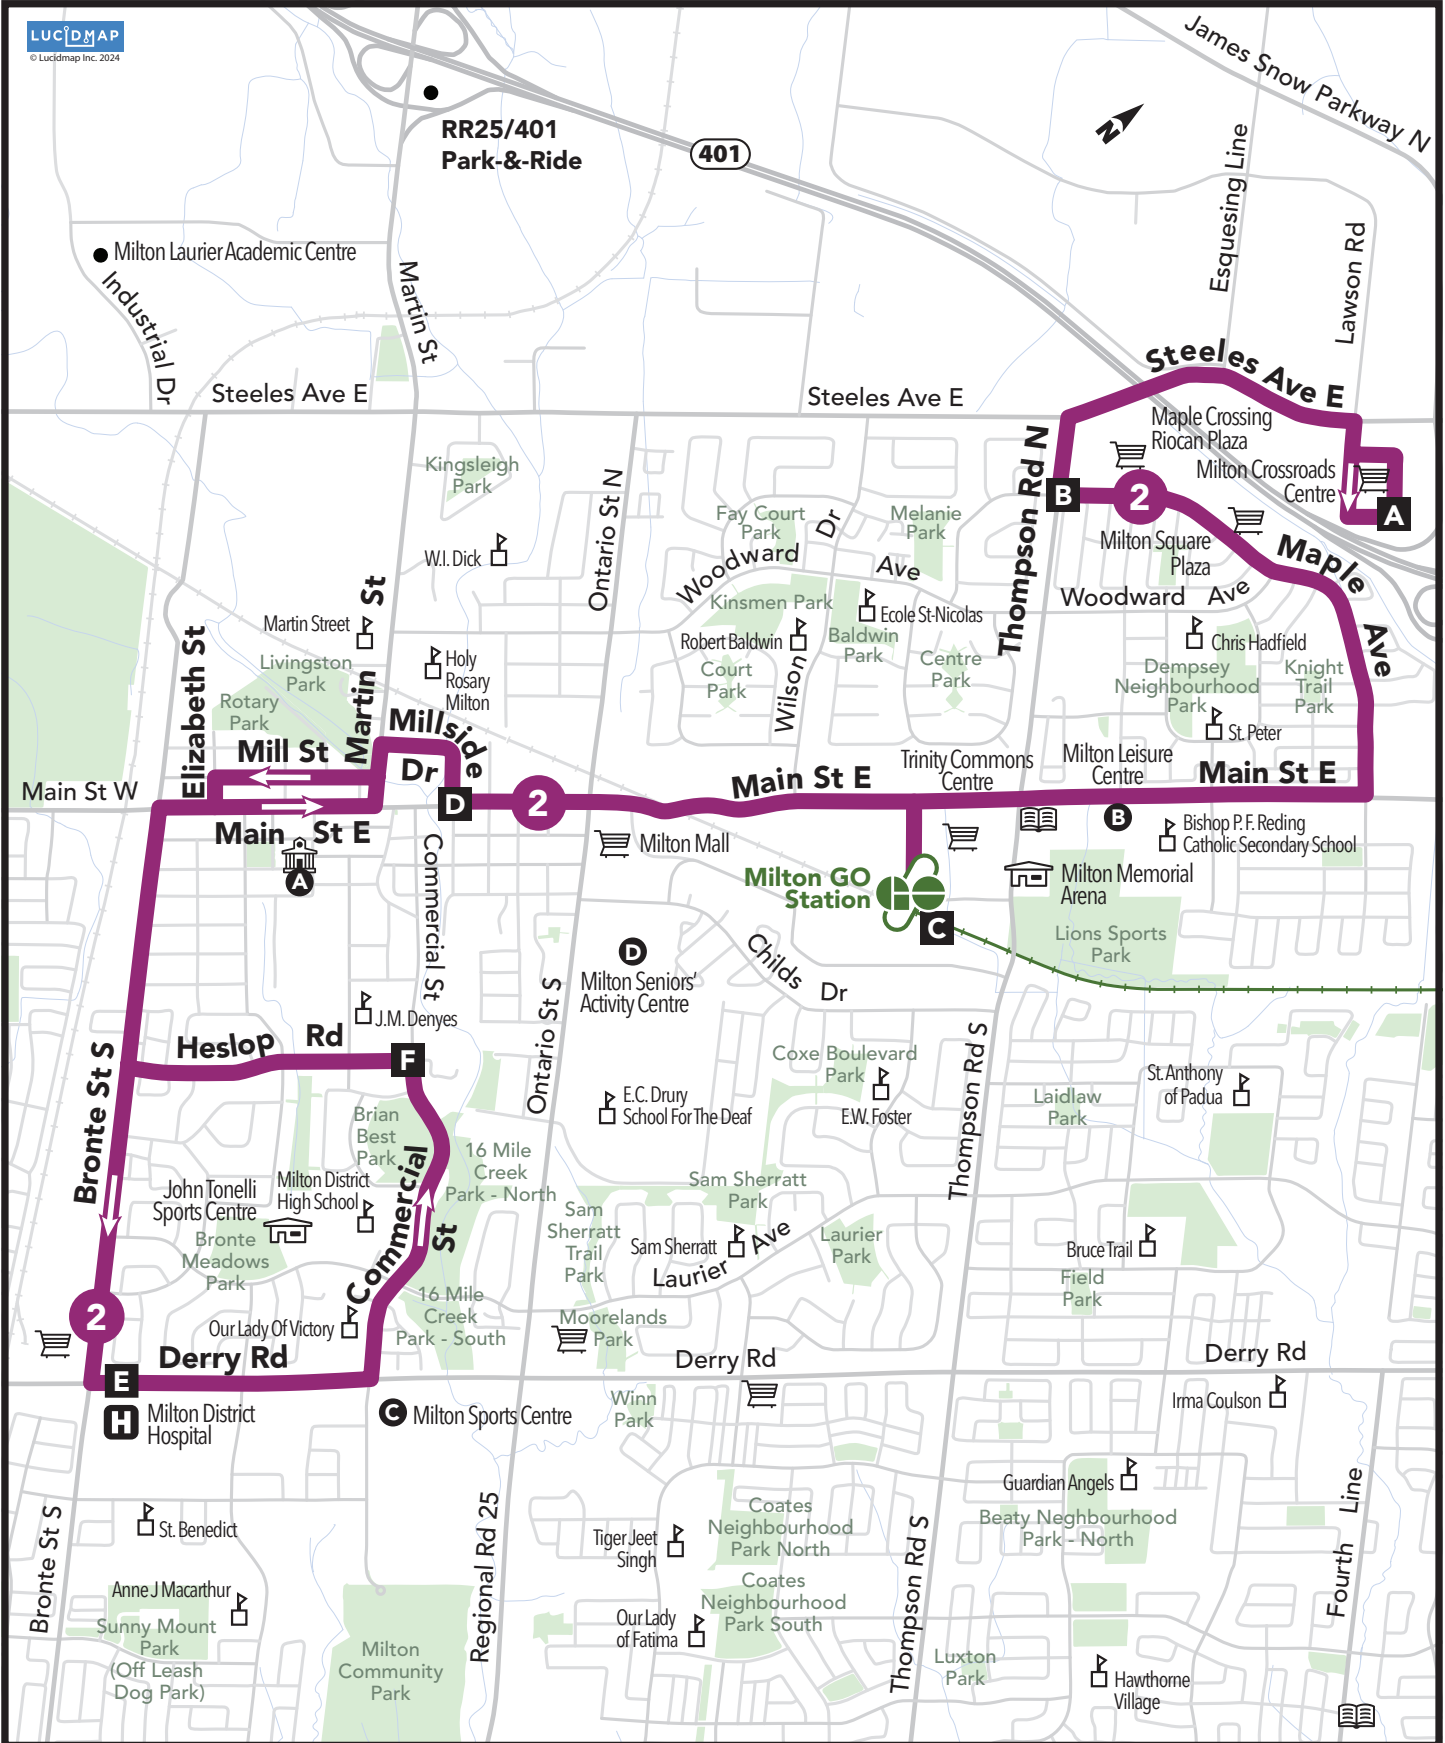 LUCIDMAP
© Lucidmap Inc. 2024
James Snow Parkway N
RR25/401
Park-&-Ride
401
N
Esquesing Line
Lawson Rd
Milton Laurier Academic Centre
Industrial Dr
Martin St
Steeles Ave E
Steeles Ave E
Steeles Ave E
Maple Crossing
Riocan Plaza
Milton Crossroads
Centre
A
B
2
Thompson Rd N
Kingsleigh
Park
Ontario St N
W.I. Dick
Fay Court
Park
Woodward
Ave
Dr
Wilson
Melanie
Park
Milton Square
Plaza
Maple
Ave
Woodward Ave
Kinsmen Park
Ecole St-Nicolas
Robert Baldwin
Baldwin
Park
Court
Park
Centre
Park
Chris Hadfield
Dempsey
Neighbourhood
Park
Knight
Trail
Park
St. Peter
Martin Street
Martin St
Elizabeth St
Livingston
Park
Rotary
Park
Holy
Rosary
Milton
Millside
Dr
Mill St
Main St W
Main St E
A
D
2
Main St E
Trinity Commons
Centre
Milton Leisure
Centre
Main St E
B
Bishop P. F. Reding
Catholic Secondary School
Milton Mall
Milton GO
Station
C
Milton Memorial
Arena
Lions Sports
Park
Commercial St
D
Milton Seniors'
Activity Centre
Childs Dr
Ontario St S
J.M. Denyes
Heslop Rd
F
Bronte St S
Thompson Rd S
Coxe Boulevard
Park
E.W. Foster
E.C. Drury
School For The Deaf
Laidlaw
Park
St. Anthony
of Padua
Brian
Best
Park
16 Mile
Creek
Park - North
Milton District
High School
John Tonelli
Sports Centre
Bronte
Meadows
Park
Commercial
St
Sam Sherratt
Park
Sam
Sherratt
Trail
Park
Sam Sherratt
Laurier Ave
Laurier
Park
Bruce Trail
Field
Park
2
Our Lady Of Victory
16 Mile
Creek
Park - South
Moorelands
Park
Derry Rd
Derry Rd
Derry Rd
E
H
Milton District
Hospital
C
Milton Sports Centre
Winn
Park
Irma Coulson
Bronte St S
St. Benedict
Regional Rd 25
Tiger Jeet
Singh
Coates
Neighbourhood
Park North
Guardian Angels
Beaty Neghbourhood
Park - North
Fourth Line
Thompson Rd S
Anne J Macarthur
Sunny Mount
Park
(Off Leash
Dog Park)
Milton
Community
Park
Our Lady
of Fatima
Coates
Neighbourhood
Park South
Luxton
Park
Hawthorne
Village